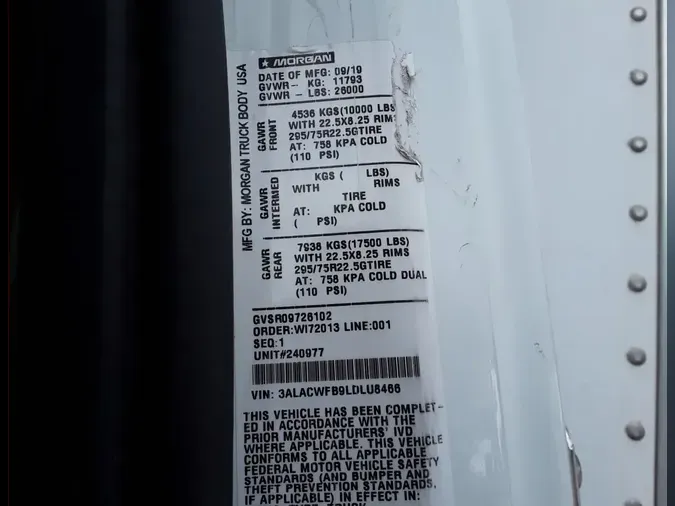 MORGAN
MFG BY: MORGAN TRUCK BODY USA
DATE OF MFG: 09/19
GVWR- KG: 11793
GVWR - LBS: 26000
GAWR FRONT
4536 KGS(10000 LBS
WITH 22.5X8.25 RIMS
295/75R22.5GTIRE
AT: 758 KPA COLD
(110 PSI)
GAWR INTERMED
KGS ( LBS)
WITH RIMS
TIRE
AT: KPA COLD
( PSI)
GAWR REAR
7938 KGS(17500 LBS)
WITH 22.5X8.25 RIMS
295/75R22.5GTIRE
AT: 758 KPA COLD DUAL
(110 PSI)
GVSR09726102
ORDER:WI72013 LINE:001
SEQ:1
UNIT#240977
VIN: 3ALACWFB9LDLU8466
THIS VEHICLE HAS BEEN COMPLET-
ED IN ACCORDANCE WITH THE
PRIOR MANUFACTURERS' IVD
WHERE APPLICABLE. THIS VEHICLE
CONFORMS TO ALL APPLICABLE
FEDERAL MOTOR VEHICLE SAFETY
STANDARDS (AND BUMPER AND
THEFT PREVENTION STANDARDS,
IF APPLICABLE) IN EFFECT IN: